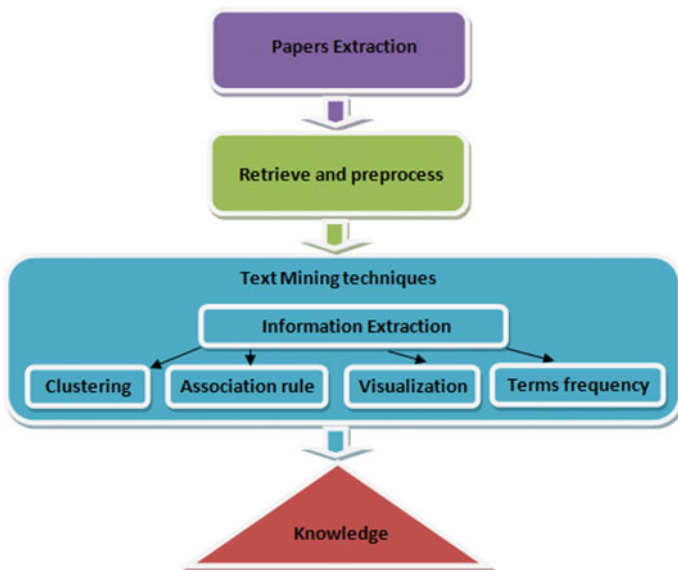 Papers Extraction
Retrieve and preprocess
Text Mining techniques
Information Extraction
Clustering
Association rule
Visualization
Terms frequency
Knowledge